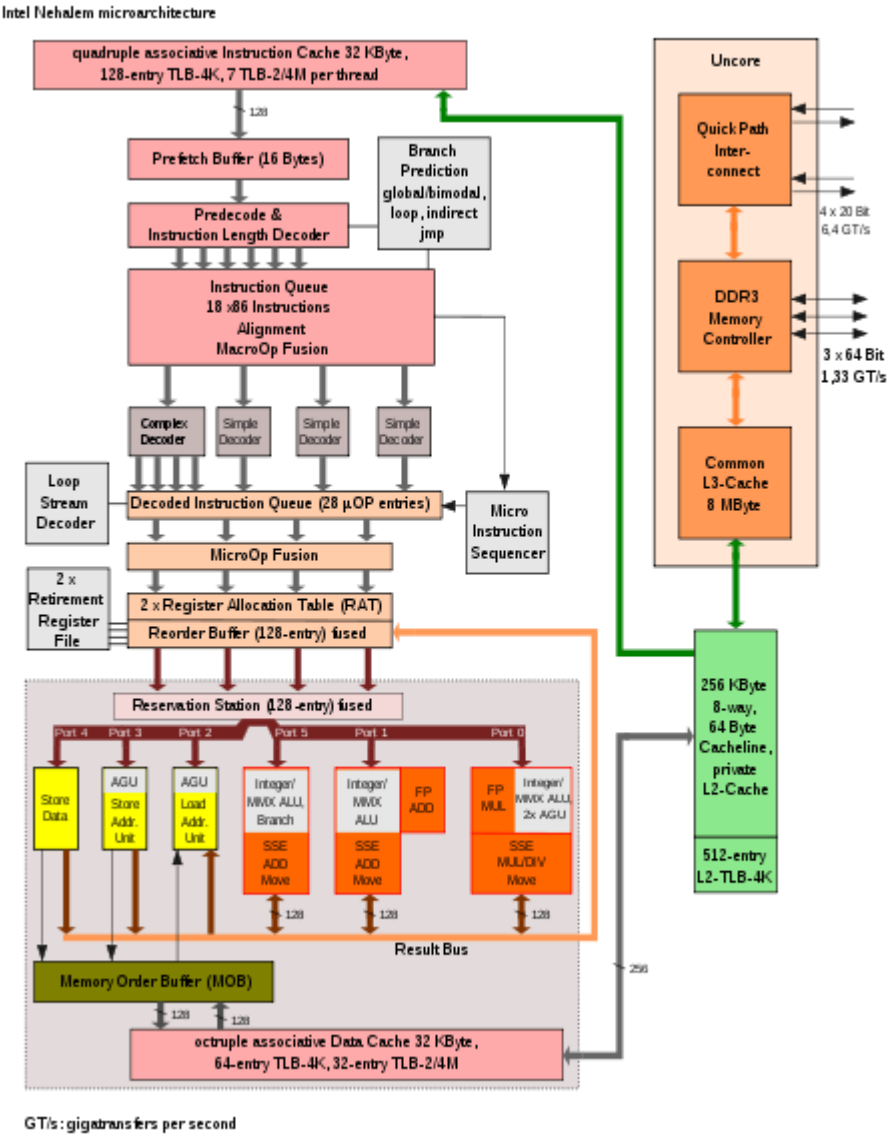 Intel Nehalem microarchitecture
quadruple associative Instruction Cache 32 KByte,
128-entry TLB-4K, 7 TLB-2/4M per thread
128
Prefetch Buffer (16 Bytes)
Predecode &
Instruction Length Decoder
Branch
Prediction
global/bimodal,
loop, indirect
jmp
Instruction Queue
18 x86 Instructions
Alignment
MacroOp Fusion
Complex
Decoder
Simple
Decoder
Simple
Decoder
Simple
Decoder
Loop
Stream
Decoder
Decoded Instruction Queue (28 µOP entries)
Micro
Instruction
Sequencer
MicroOp Fusion
2 x
Retirement
Register
File
2 x Register Allocation Table (RAT)
Reorder Buffer (128-entry) fused
Reservation Station (128-entry) fused
Port 4
Port 3
Port 2
Port 5
Port 1
Port 0
Store
Data
AGU
Store
Addr.
Unit
AGU
Load
Addr.
Unit
Integer/
MMX ALU,
Branch
SSE
ADD
Move
Integer/
MMX
ALU
FP
ADD
SSE
ADD
Move
FP
MUL
Integer/
MMX ALU,
2x AGU
SSE
MUL/DIV
Move
128
128
128
Result Bus
Memory Order Buffer (MOB)
128
128
octruple associative Data Cache 32 KByte,
64-entry TLB-4K, 32-entry TLB-2/4M
256
Uncore
Quick Path
Inter-
connect
4 x 20 Bit
6,4 GT/s
DDR3
Memory
Controller
3 x 64 Bit
1,33 GT/s
Common
L3-Cache
8 MByte
256 KByte
8-way,
64 Byte
Cacheline,
private
L2-Cache
512-entry
L2-TLB-4K
GT/s: gigatransfers per second